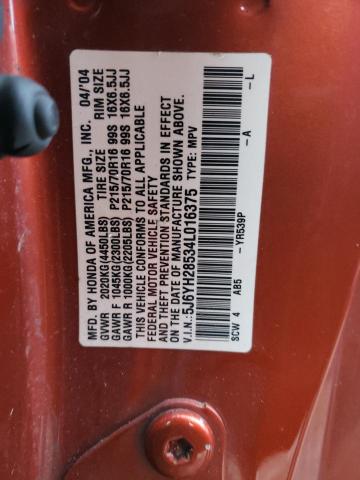 MFD. BY HONDA OF AMERICA MFG., INC. 04/'04
GVWR 2020KG(4450LBS) TIRE SIZE RIM SIZE
GAWR F 1045KG(2300LBS) P215/70R16 99S 16X6.5JJ
GAWR R 1000KG(2205LBS) P215/70R16 99S 16X6.5JJ
THIS VEHICLE CONFORMS TO ALL APPLICABLE
FEDERAL MOTOR VEHICLE SAFETY
AND THEFT PREVENTION STANDARDS IN EFFECT
ON THE DATE OF MANUFACTURE SHOWN ABOVE.
V.I.N.: 5J6YH28534L016375 TYPE: MPV
SCW 4 AB5 -YR539P -A -L